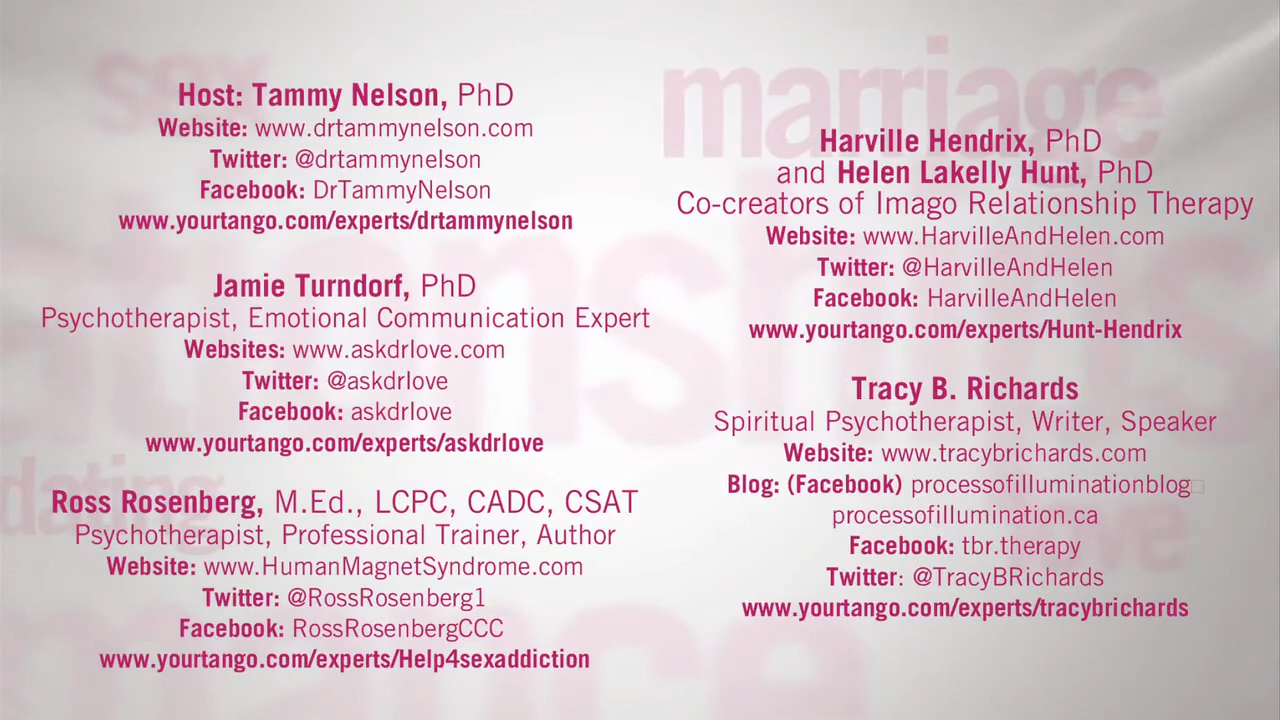 Host: Tammy Nelson, PhD
Website: www.drtammynelson.com
Twitter: @drtammynelson
Facebook: DrTammyNelson
www.yourtango.com/experts/drtammynelson
Jamie Turndorf, PhD
Psychotherapist, Emotional Communication Expert
Websites: www.askdrlove.com
Twitter: @askdrlove
Facebook: askdrlove
www.yourtango.com/experts/askdrlove
Ross Rosenberg, M.Ed., LCPC, CADC, CSAT
Psychotherapist, Professional Trainer, Author
Website: www.HumanMagnetSyndrome.com
Twitter: @RossRosenberg1
Facebook: RossRosenbergCCC
www.yourtango.com/experts/Help4sexaddiction
Harville Hendrix, PhD
and Helen Lakelly Hunt, PhD
Co-creators of Imago Relationship Therapy
Website: www.HarvilleAndHelen.com
Twitter: @HarvilleAndHelen
Facebook: HarvilleAndHelen
www.yourtango.com/experts/Hunt-Hendrix
Tracy B. Richards
Spiritual Psychotherapist, Writer, Speaker
Website: www.tracybrichards.com
Blog: (Facebook) processofilluminationblog
processofillumination.ca
Facebook: tbr.therapy
Twitter: @TracyBRichards
www.yourtango.com/experts/tracybrichards
sex
marriage
dating